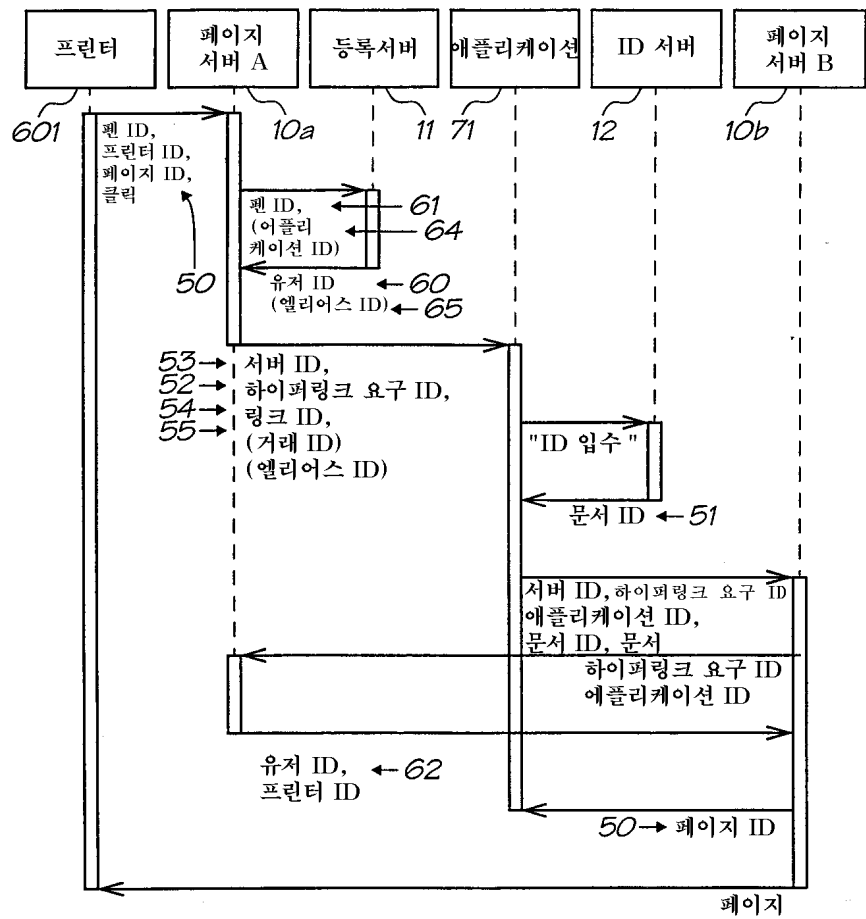 프린터
페이지
서버 A
등록서버
애플리케이션
ID 서버
페이지
서버 B
601
10a
11
71
12
10b
펜 ID,
프린터 ID,
페이지 ID,
클릭
50
펜 ID,
(어플리
케이션 ID)
61
64
유저 ID
(엘리어스 ID)
60
65
53
52
54
55
서버 ID,
하이퍼링크 요구 ID,
링크 ID,
(거래 ID)
(엘리어스 ID)
"ID 입수 "
문서 ID
51
서버 ID, 하이퍼링크 요구 ID
애플리케이션 ID,
문서 ID, 문서
하이퍼링크 요구 ID
에플리케이션 ID
유저 ID,
프린터 ID
62
50
페이지 ID
페이지